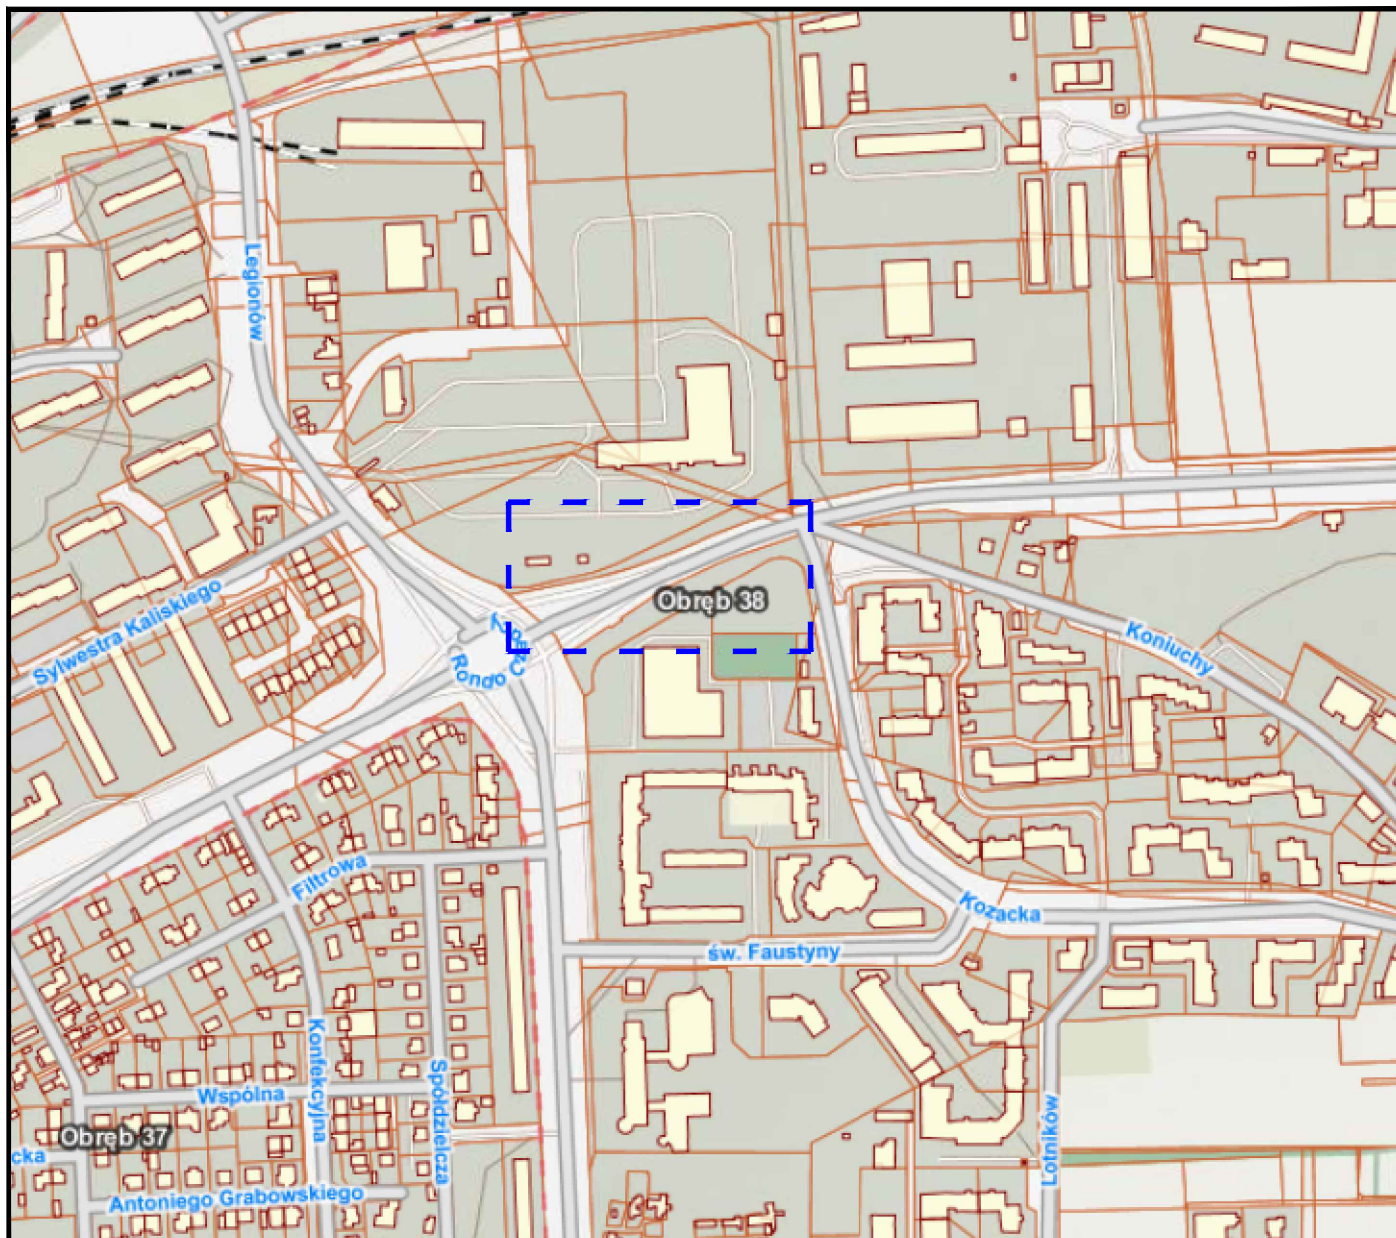 Legionów
Obręb 38
Sylwestra Kaliskiego
Koniuchy
Rondo
Filtrowa
Kozacka
św. Faustyny
Konfekcyjna
Spółdzielcza
Wspólna
Lotników
Obręb 37
cka
Antoniego Grabowskiego